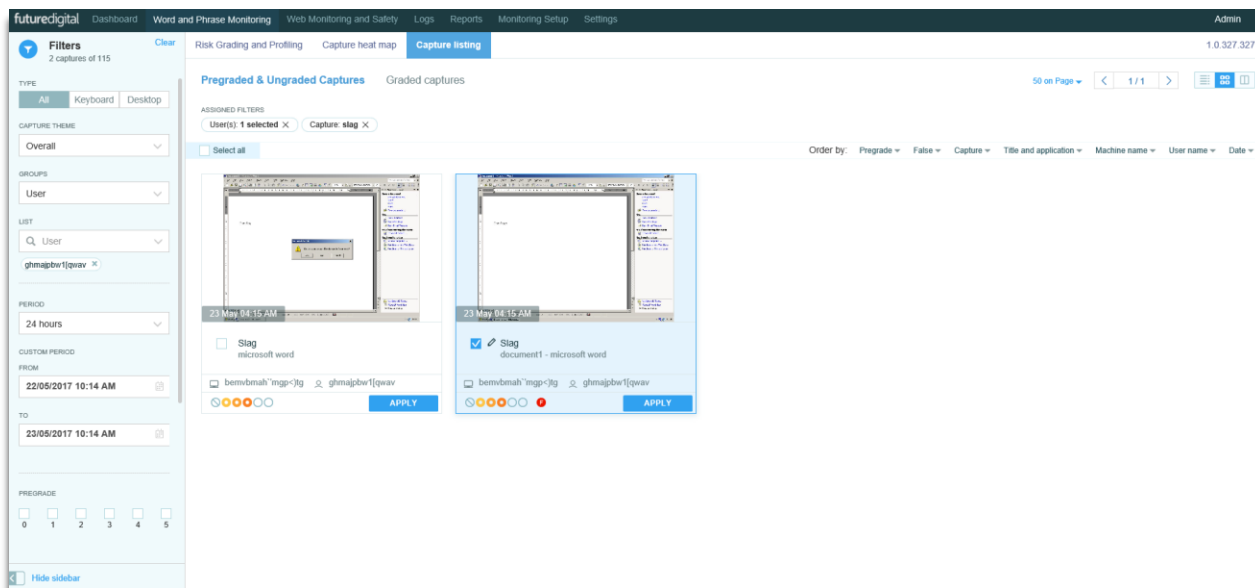 futuredigital Dashboard Word and Phrase Monitoring Web Monitoring and Safety Logs Reports Monitoring Setup Settings Admin
Filters Clear
2 captures of 115
Risk Grading and Profiling Capture heat map Capture listing 1.0.327.327
Pregraded & Ungraded Captures Graded captures 50 on Page 1 / 1
TYPE
All Keyboard Desktop
ASSIGNED FILTERS
User(s): 1 selected Capture: slag
CAPTURE THEME
Overall
Select all Order by: Pregrade False Capture Title and application Machine name User name Date
GROUPS
User
LIST
User
ghmajpbw1[qwav
PERIOD
24 hours
CUSTOM PERIOD
FROM
22/05/2017 10:14 AM
TO
23/05/2017 10:14 AM
PREGRADE
0 1 2 3 4 5
Hide sidebar
23 May 04:15 AM
Slag
microsoft word
bemvbmah``mgp<)tg ghmajpbw1[qwav
APPLY
23 May 04:15 AM
Slag
document1 - microsoft word
bemvbmah``mgp<)tg ghmajpbw1[qwav
F APPLY